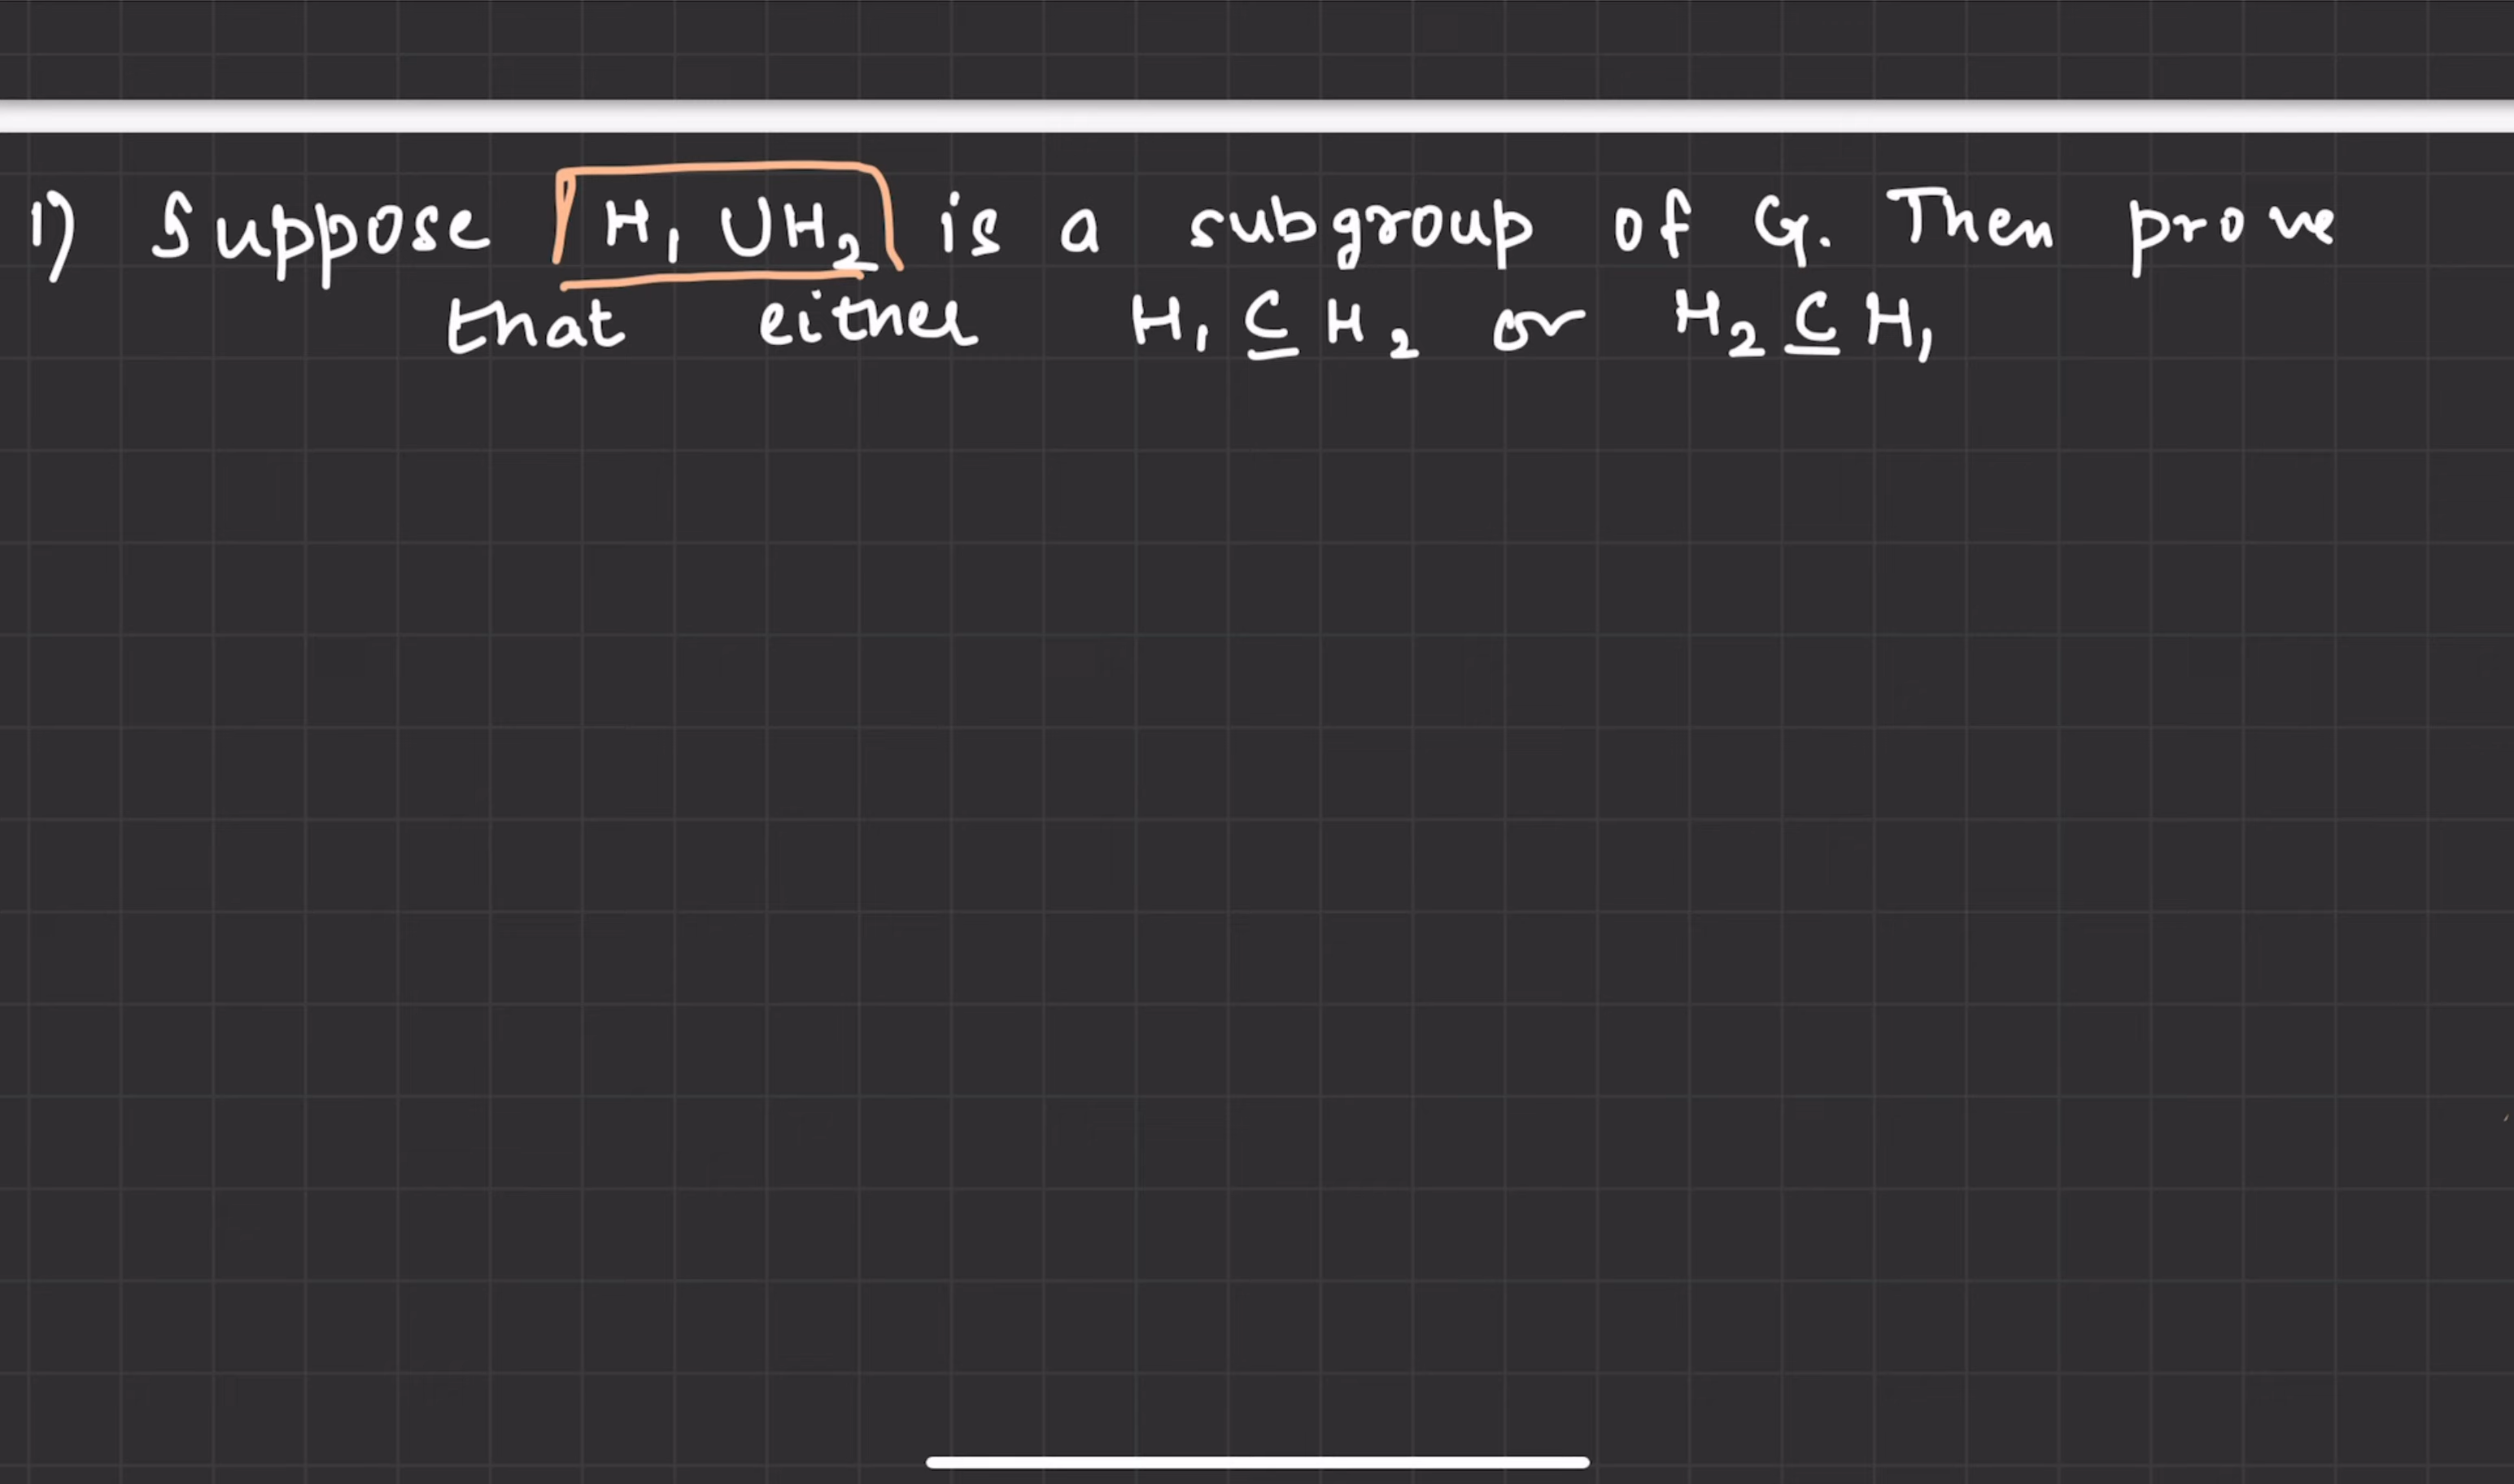 1) Suppose H₁ ∪ H₂ is a subgroup of G. Then prove
that either H₁ ⊆ H₂ or H₂ ⊆ H₁